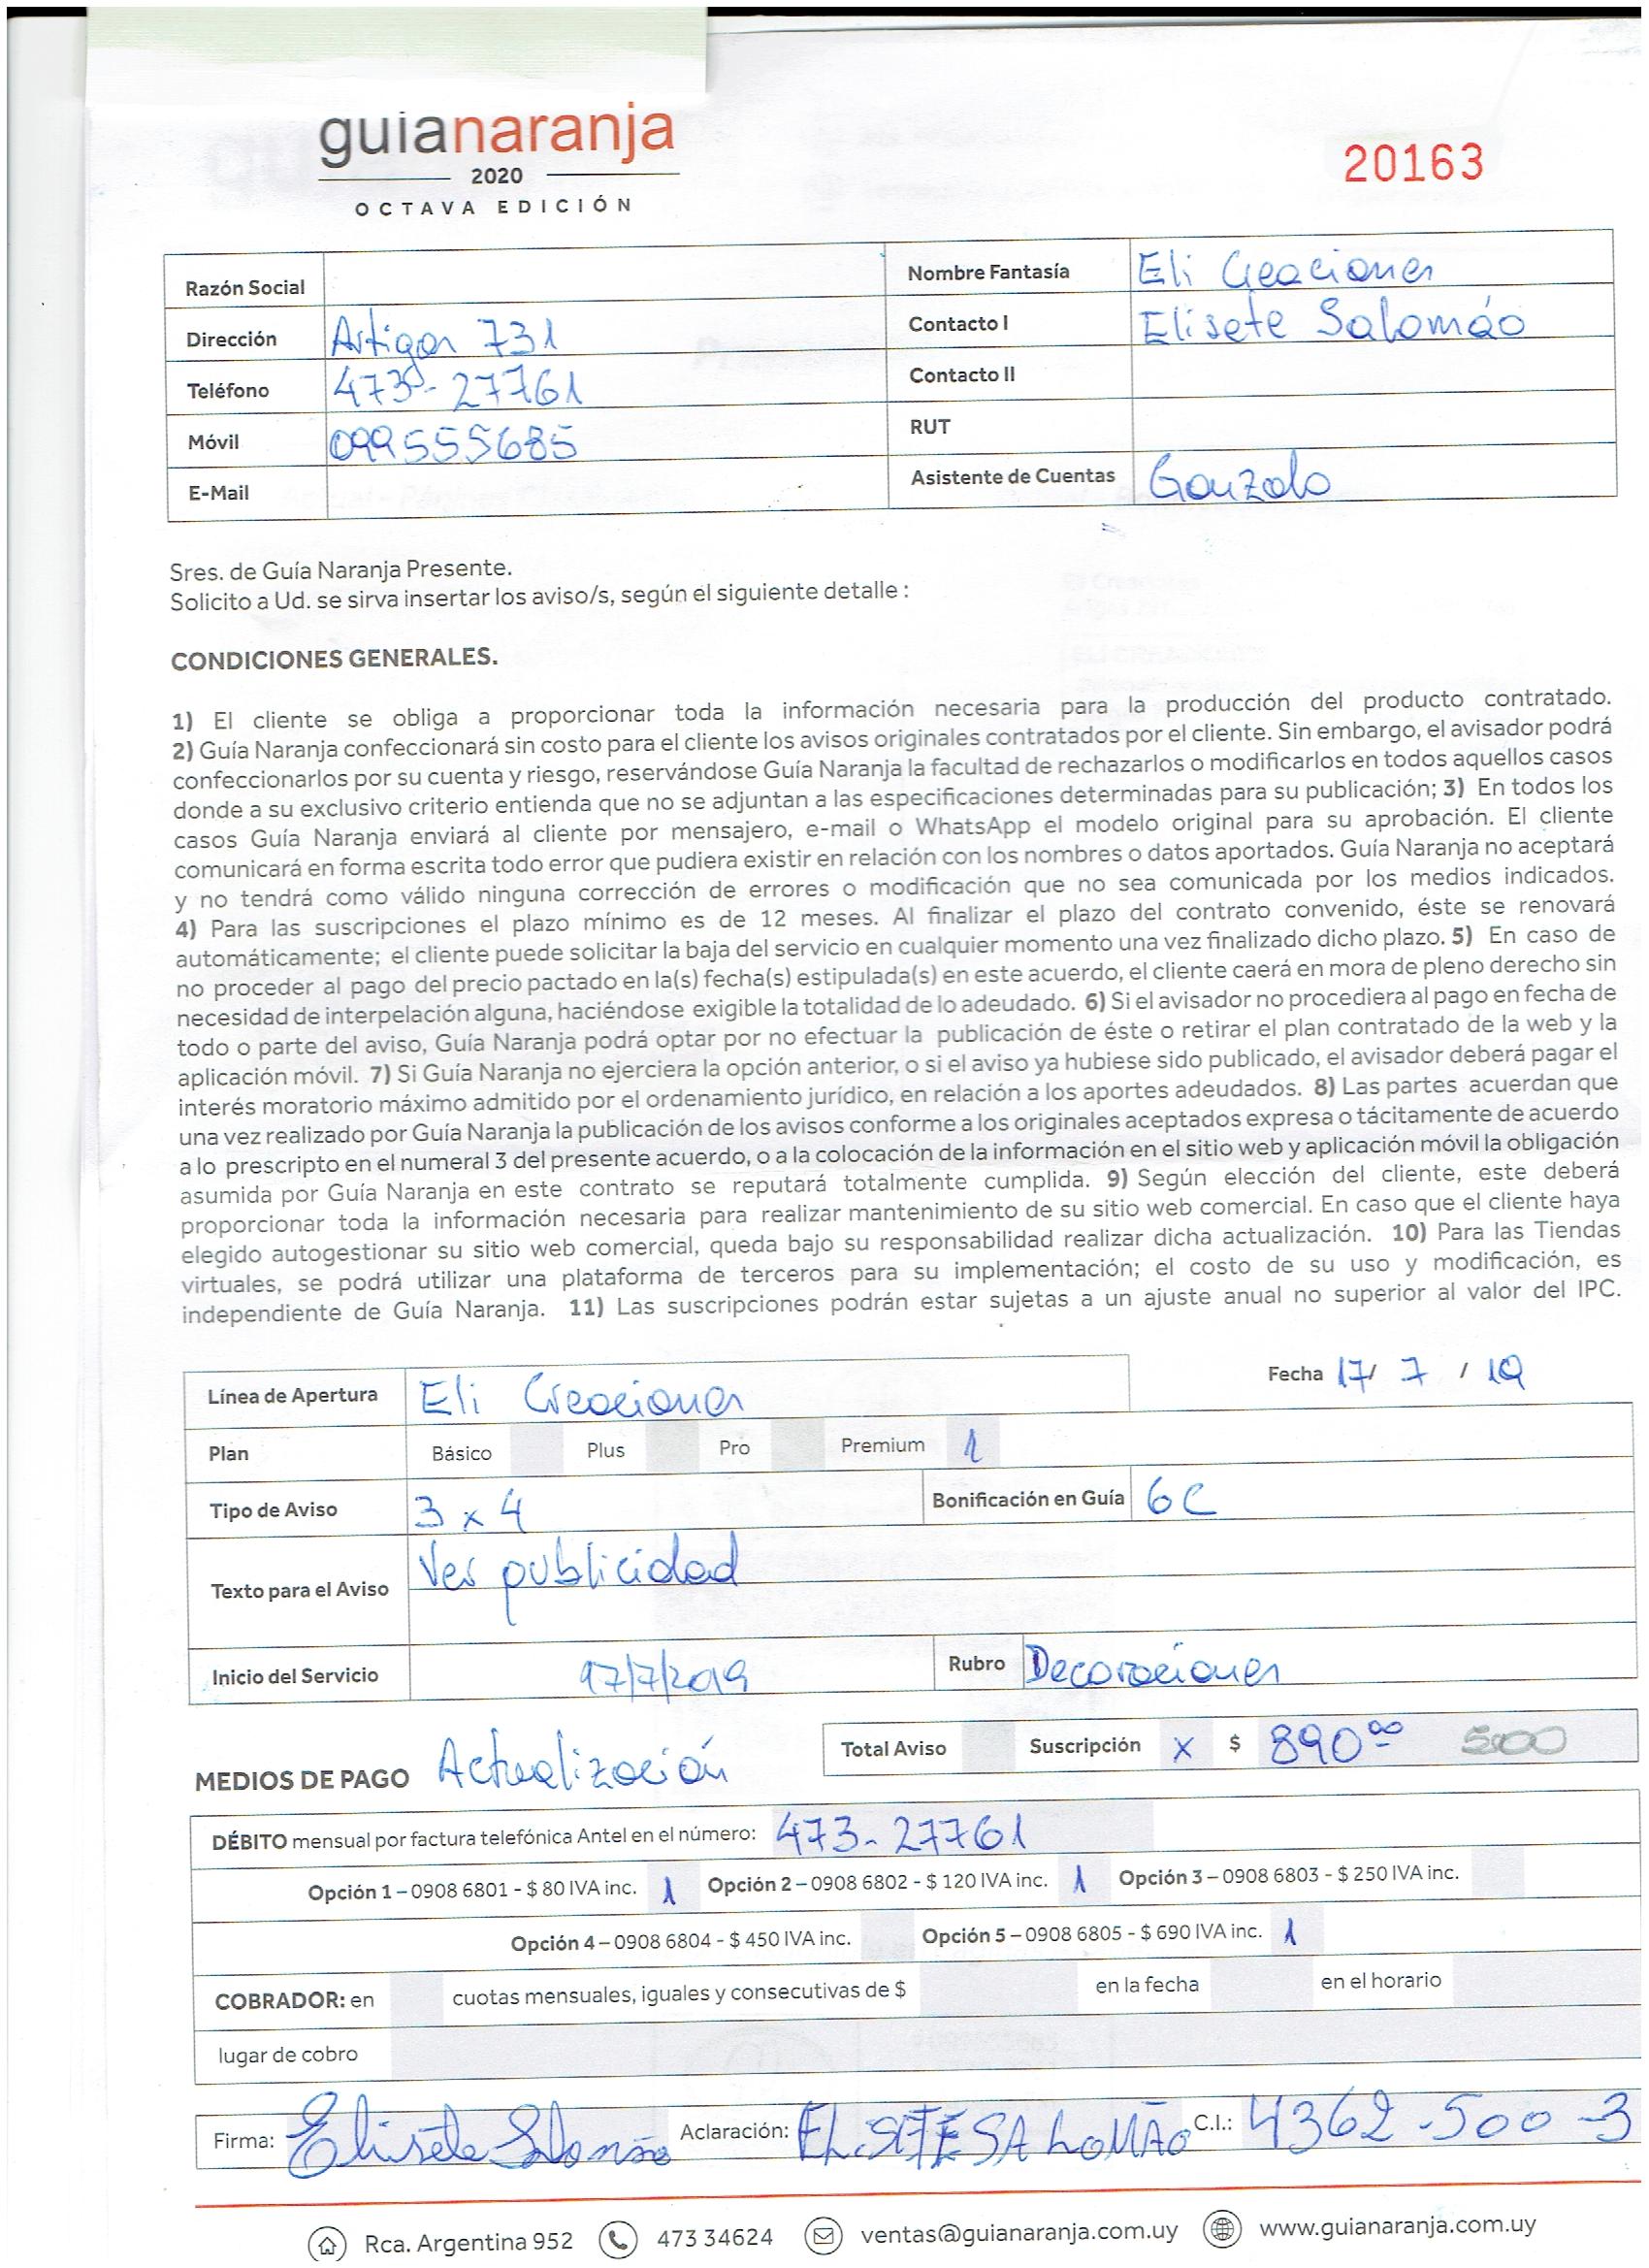 guianaranja
2020
OCTAVA EDICIÓN
20163
Razón Social
Nombre Fantasía Eli Creaciones
Dirección Artigas 731
Contacto I Elisete Salomão
Teléfono 473-27761
Contacto II
Móvil 099555685
RUT
E-Mail
Asistente de Cuentas Gonzalo
Sres. de Guía Naranja Presente.
Solicito a Ud. se sirva insertar los aviso/s, según el siguiente detalle :
CONDICIONES GENERALES.
1) El cliente se obliga a proporcionar toda la información necesaria para la producción del producto contratado.
2) Guía Naranja confeccionará sin costo para el cliente los avisos originales contratados por el cliente. Sin embargo, el avisador podrá
confeccionarlos por su cuenta y riesgo, reservándose Guía Naranja la facultad de rechazarlos o modificarlos en todos aquellos casos
donde a su exclusivo criterio entienda que no se adjuntan a las especificaciones determinadas para su publicación; 3) En todos los
casos Guía Naranja enviará al cliente por mensajero, e-mail o WhatsApp el modelo original para su aprobación. El cliente
comunicará en forma escrita todo error que pudiera existir en relación con los nombres o datos aportados. Guía Naranja no aceptará
y no tendrá como válido ninguna corrección de errores o modificación que no sea comunicada por los medios indicados.
4) Para las suscripciones el plazo mínimo es de 12 meses. Al finalizar el plazo del contrato convenido, éste se renovará
automáticamente; el cliente puede solicitar la baja del servicio en cualquier momento una vez finalizado dicho plazo. 5) En caso de
no proceder al pago del precio pactado en la(s) fecha(s) estipulada(s) en este acuerdo, el cliente caerá en mora de pleno derecho sin
necesidad de interpelación alguna, haciéndose exigible la totalidad de lo adeudado. 6) Si el avisador no procediera al pago en fecha de
todo o parte del aviso, Guía Naranja podrá optar por no efectuar la publicación de éste o retirar el plan contratado de la web y la
aplicación móvil. 7) Si Guía Naranja no ejerciera la opción anterior, o si el aviso ya hubiese sido publicado, el avisador deberá pagar el
interés moratorio máximo admitido por el ordenamiento jurídico, en relación a los aportes adeudados. 8) Las partes acuerdan que
una vez realizado por Guía Naranja la publicación de los avisos conforme a los originales aceptados expresa o tácitamente de acuerdo
a lo prescripto en el numeral 3 del presente acuerdo, o a la colocación de la información en el sitio web y aplicación móvil la obligación
asumida por Guía Naranja en este contrato se reputará totalmente cumplida. 9) Según elección del cliente, este deberá
proporcionar toda la información necesaria para realizar mantenimiento de su sitio web comercial. En caso que el cliente haya
elegido autogestionar su sitio web comercial, queda bajo su responsabilidad realizar dicha actualización. 10) Para las Tiendas
virtuales, se podrá utilizar una plataforma de terceros para su implementación; el costo de su uso y modificación, es
independiente de Guía Naranja. 11) Las suscripciones podrán estar sujetas a un ajuste anual no superior al valor del IPC.
Fecha 17/ 7 / 19
Línea de Apertura Eli Creaciones
Plan Básico Plus Pro Premium 1
Tipo de Aviso 3 x 4 Bonificación en Guía 6C
Texto para el Aviso Ver publicidad
Inicio del Servicio 17/7/2019 Rubro Decoraciones
Total Aviso Suscripción x $ 890 00 500
MEDIOS DE PAGO Actualización
DÉBITO mensual por factura telefónica Antel en el número: 473-27761
Opción 1 – 0908 6801 - $ 80 IVA inc. 1 Opción 2 – 0908 6802 - $ 120 IVA inc. 1 Opción 3 – 0908 6803 - $ 250 IVA inc.
Opción 4 – 0908 6804 - $ 450 IVA inc. Opción 5 – 0908 6805 - $ 690 IVA inc. 1
COBRADOR: en cuotas mensuales, iguales y consecutivas de $ en la fecha en el horario
lugar de cobro
Firma: Elisete Salomão Aclaración: ELISETE SALOMÃO C.I.: 4362-500-3
Rca. Argentina 952 473 34624 ventas@guianaranja.com.uy www.guianaranja.com.uy